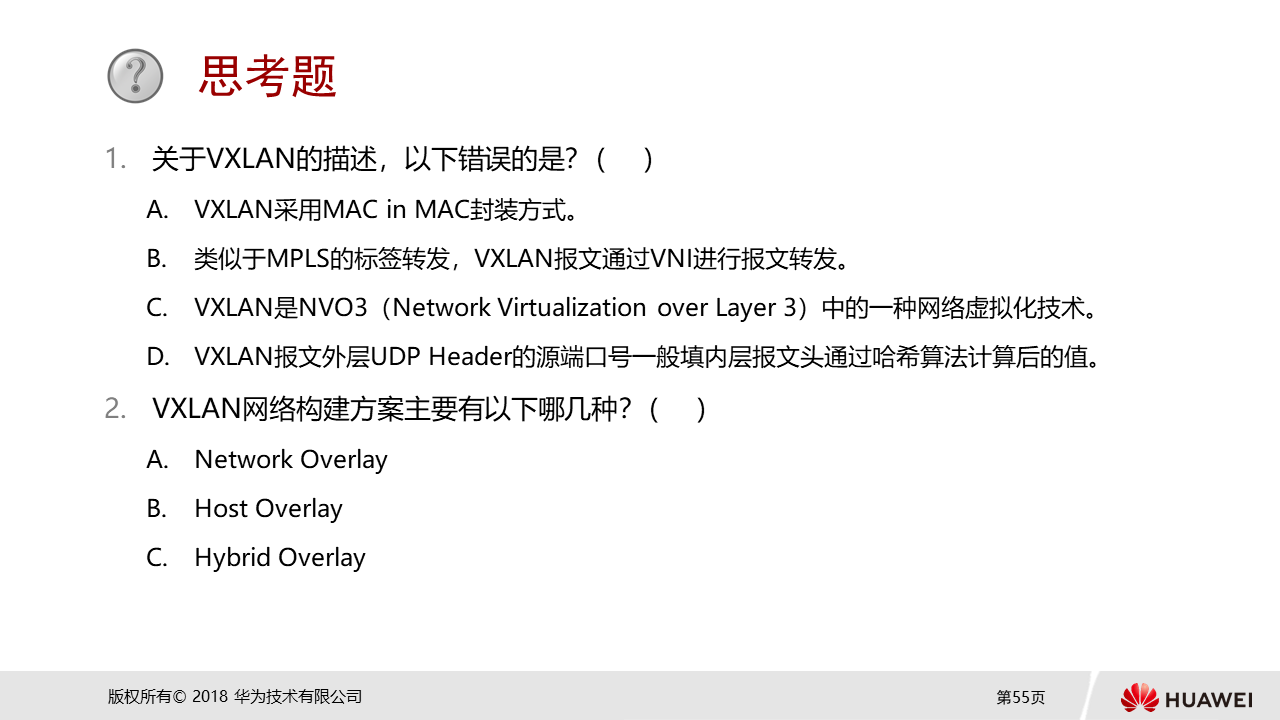 思考题
1. 关于VXLAN的描述，以下错误的是？（    ）
A. VXLAN采用MAC in MAC封装方式。
B. 类似于MPLS的标签转发，VXLAN报文通过VNI进行报文转发。
C. VXLAN是NVO3（Network Virtualization over Layer 3）中的一种网络虚拟化技术。
D. VXLAN报文外层UDP Header的源端口号一般填内层报文头通过哈希算法计算后的值。
2. VXLAN网络构建方案主要有以下哪几种？（    ）
A. Network Overlay
B. Host Overlay
C. Hybrid Overlay
版权所有© 2018 华为技术有限公司
第55页
HUAWEI